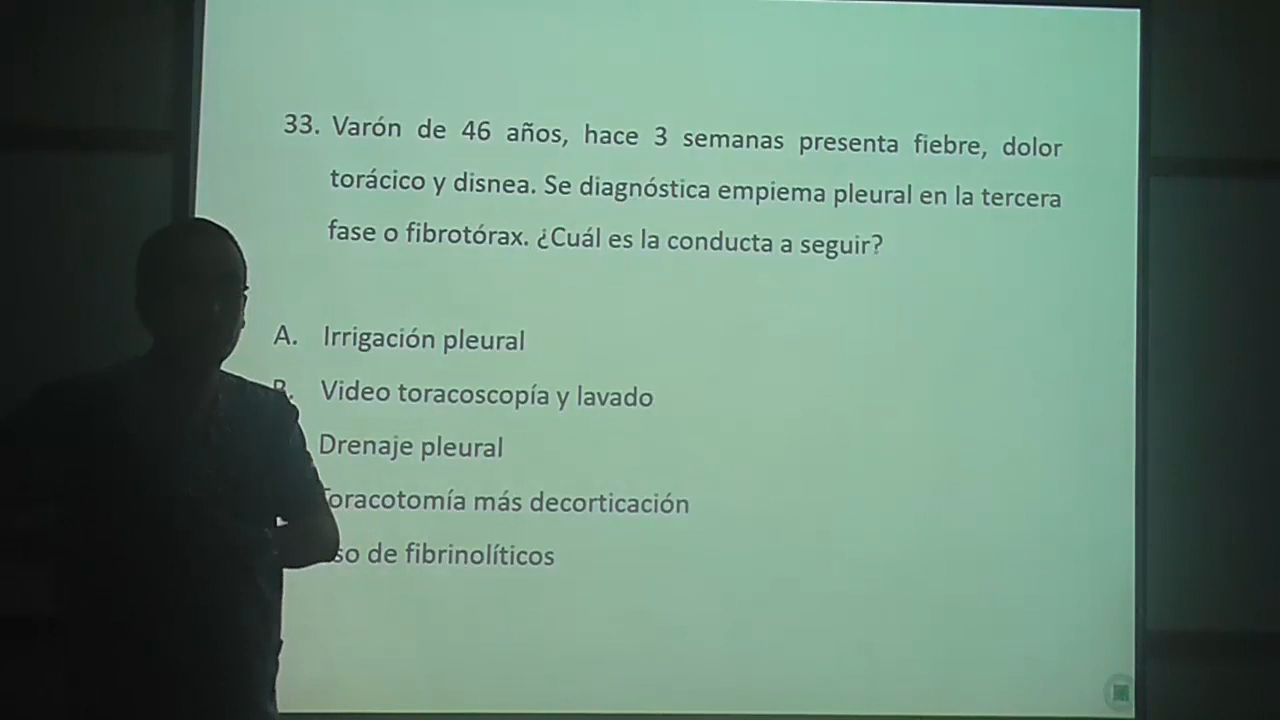 33. Varón de 46 años, hace 3 semanas presenta fiebre, dolor
torácico y disnea. Se diagnóstica empiema pleural en la tercera
fase o fibrotórax. ¿Cuál es la conducta a seguir?
A. Irrigación pleural
B. Video toracoscopía y lavado
Drenaje pleural
Toracotomía más decorticación
so de fibrinolíticos